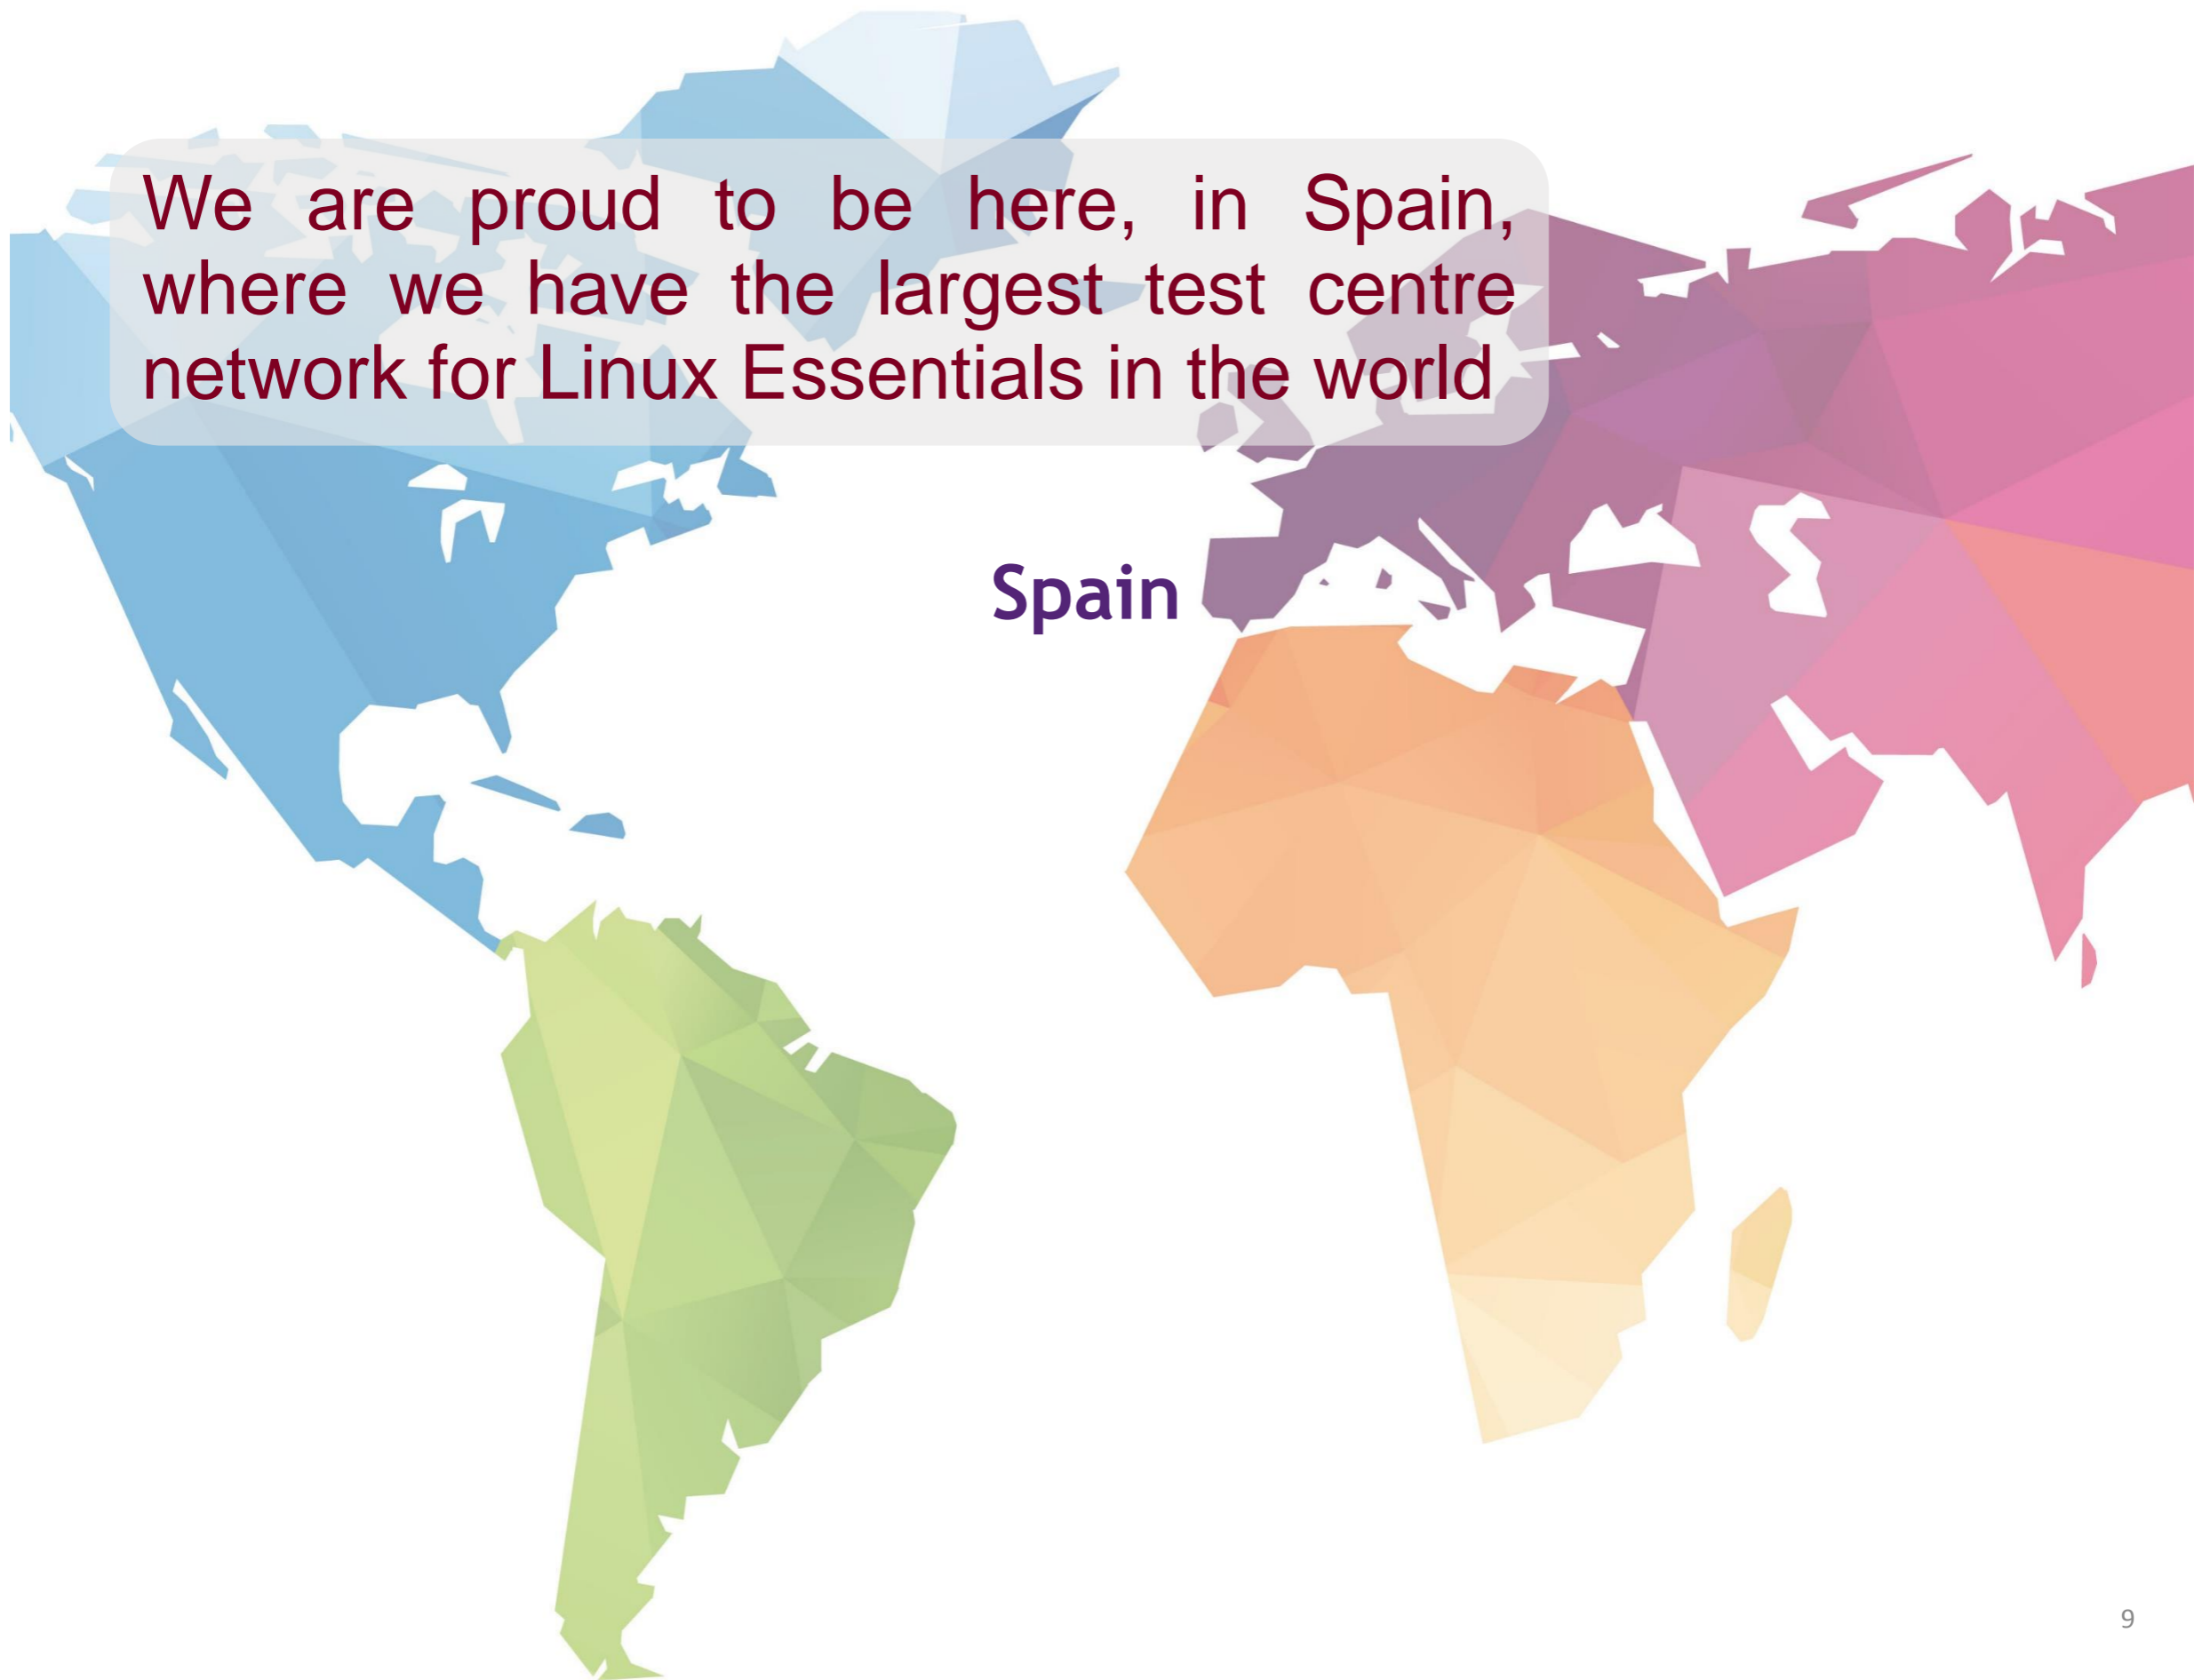 We are proud to be here, in Spain,
where we have the largest test centre
network for Linux Essentials in the world
Spain
9